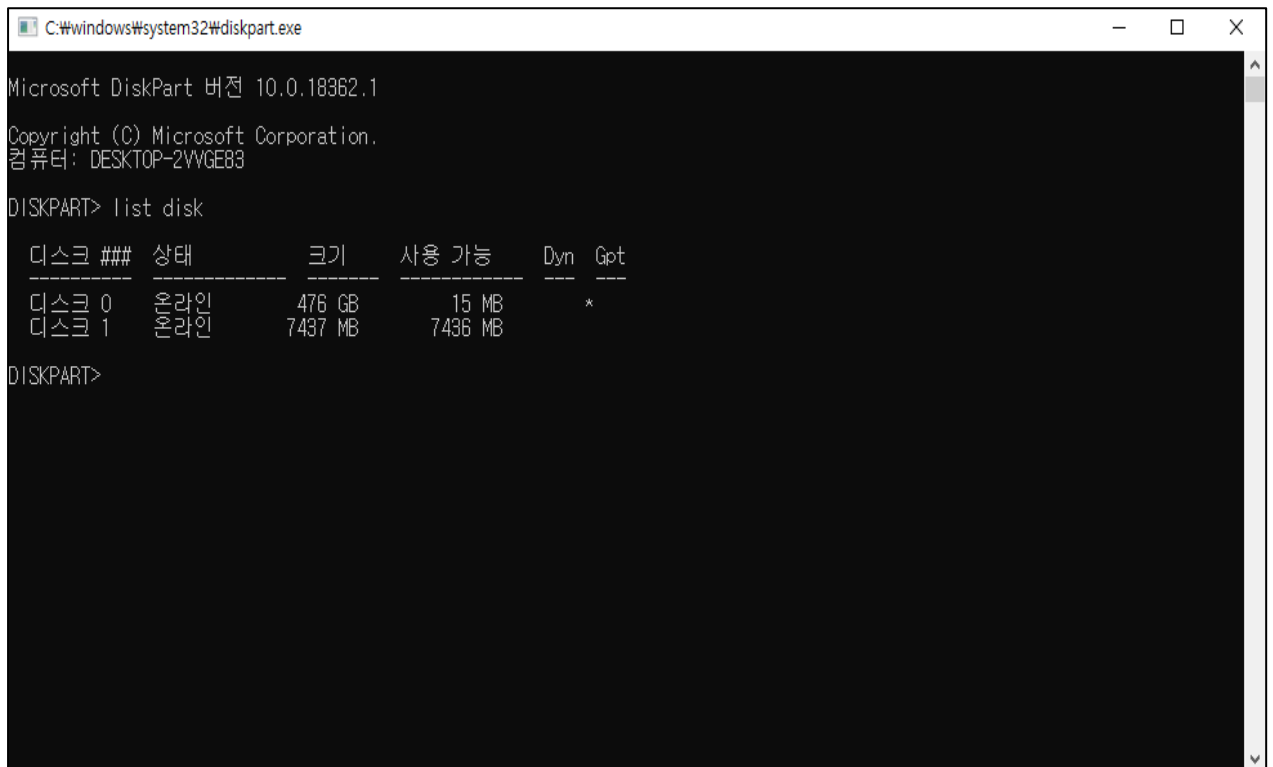 C:₩windows₩system32₩diskpart.exe
Microsoft DiskPart 버전 10.0.18362.1
Copyright (C) Microsoft Corporation.
컴퓨터: DESKTOP-2VVGE83
DISKPART> list disk
디스크 ### 상태 크기 사용 가능 Dyn Gpt
---------- ------------- ------- ------------ --- ---
디스크 0 온라인 476 GB 15 MB *
디스크 1 온라인 7437 MB 7436 MB
DISKPART>